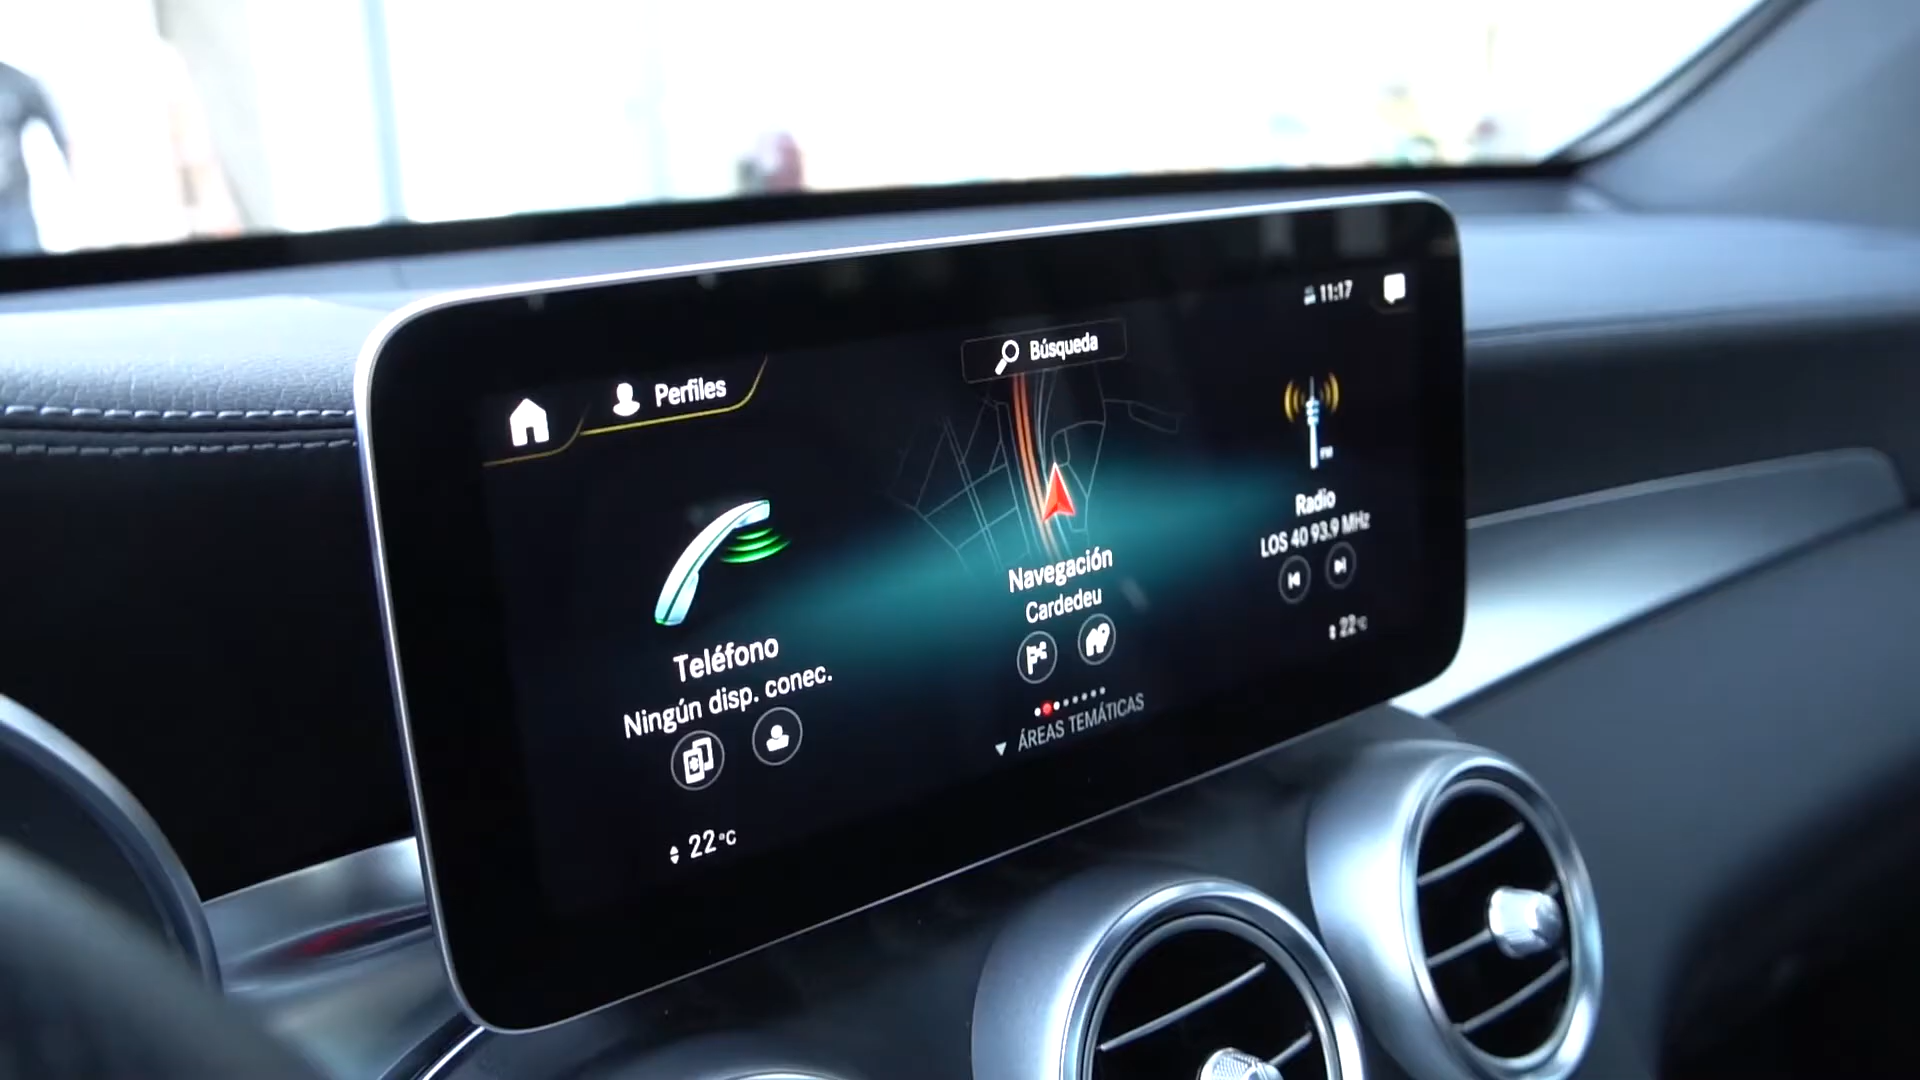 11:17
Búsqueda
Perfiles
Teléfono
Ningún disp. conec.
Navegación
Cardedeu
Radio
LOS 40 93.9 MHz
ÁREAS TEMÁTICAS
22°C
22°C